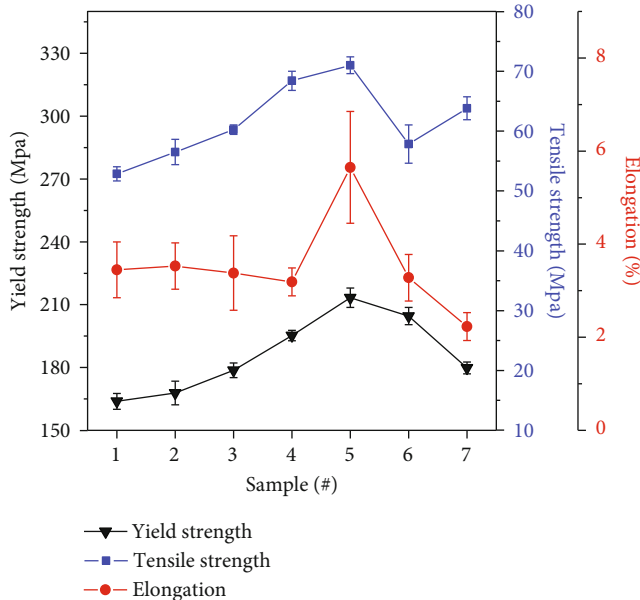 330
300
270
240
210
180
150
Yield strength (Mpa)
80
70
60
50
40
30
20
10
Tensile strength (Mpa)
8
6
4
2
0
Elongation (%)
1 2 3 4 5 6 7
Sample (#)
Yield strength
Tensile strength
Elongation